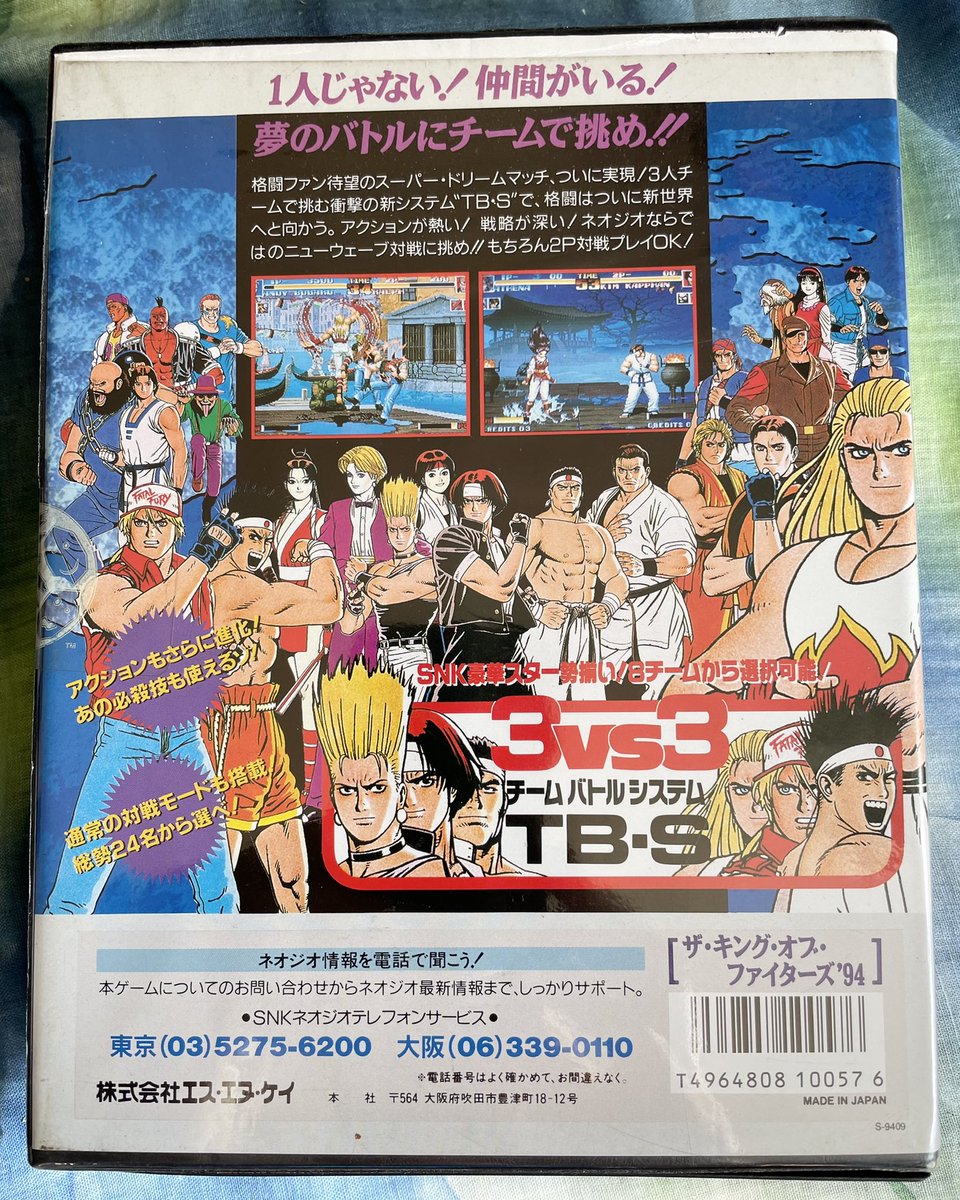 1人じゃない!仲間がいる!
夢のバトルにチームで挑め!!
格闘ファン待望のスーパー・ドリームマッチ、ついに実現!3人チ
ームで挑む衝撃の新システム“TB・S”で、格闘はついに新世界
へと向かう。アクションが熱い! 戦略が深い!ネオジオならで
はのニューウェーブ対戦に挑め!!もちろん2P対戦プレイOK!
TIME
ATHENA
93 KIM KAPPHWAN
CREDITS 03
FATAL FURY
TM
アクションもさらに進化!
あの必殺技も使えるゾ!
SNK豪華スター勢揃い!8チームから選択可能!
3vs3
チームバトルシステム
TB・S
FATAL
通常の対戦モードも搭載!
総勢24名から選べ!
ネオジオ情報を電話で聞こう!
本ゲームについてのお問い合わせからネオジオ最新情報まで、しっかりサポート。
●SNKネオジオテレフォンサービス●
東京(03)5275-6200 大阪(06)339-0110
※電話番号はよく確かめて、お間違えなく。
株式会社エス・エヌ・ケイ 本 社 〒564 大阪府吹田市豊津町18-12号
[ザ・キング・オブ・
ファイターズ'94]
T4964808 10057 6
MADE IN JAPAN
S-9409